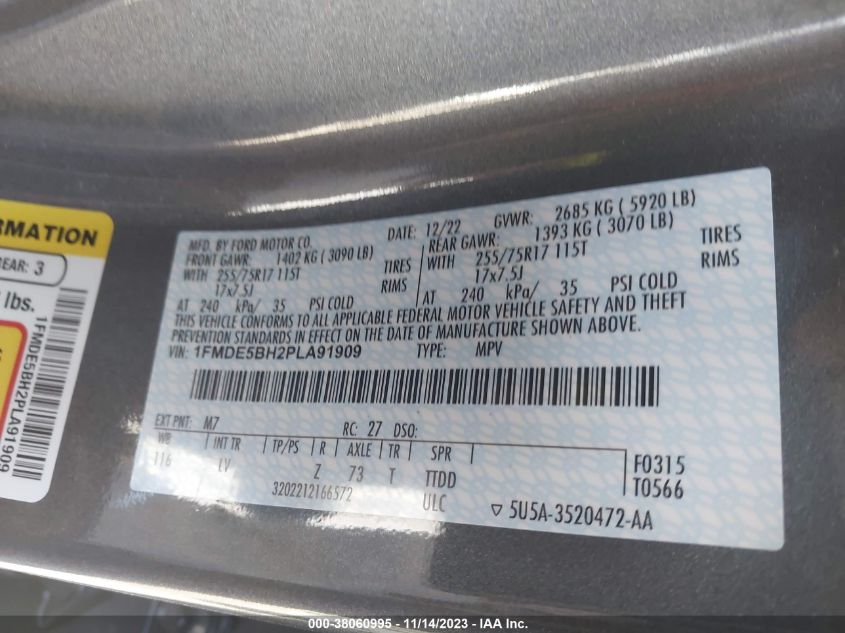 RMATION
REAR: 3
lbs.
1FMDE5BH2PLA91909
MFD. BY FORD MOTOR CO.
DATE: 12/22 GVWR: 2685 KG ( 5920 LB)
FRONT GAWR: 1402 KG ( 3090 LB)
REAR GAWR: 1393 KG ( 3070 LB)
WITH 255/75R17 115T TIRES
WITH 255/75R17 115T TIRES
17x7.5J RIMS
17x7.5J RIMS
AT 240 kPa/ 35 PSI COLD
AT 240 kPa/ 35 PSI COLD
THIS VEHICLE CONFORMS TO ALL APPLICABLE FEDERAL MOTOR VEHICLE SAFETY AND THEFT
PREVENTION STANDARDS IN EFFECT ON THE DATE OF MANUFACTURE SHOWN ABOVE.
VIN: 1FMDE5BH2PLA91909 TYPE: MPV
EXT PNT: M7 RC: 27 DSO:
WB INT TR TP/PS R AXLE TR SPR
116 LV Z 73 T TTDD
F0315
T0566
3202212166572 ULC
▽ 5U5A-3520472-AA
000-38060995 - 11/14/2023 - IAA Inc.